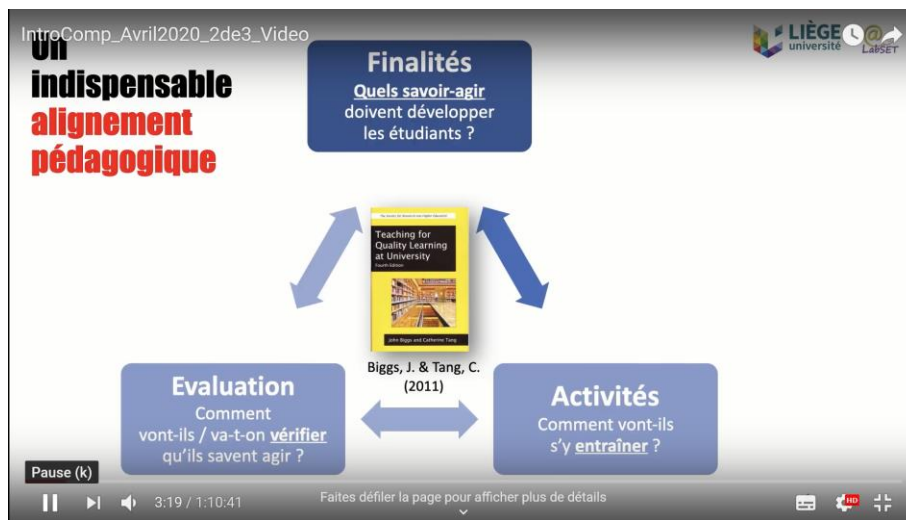 IntroComp_Avril2020_2de3_Video
Un
indispensable
alignement
pédagogique
LIÈGE
université
LabSET
Finalités
Quels savoir-agir
doivent développer
les étudiants ?
Teaching for
Quality Learning
at University
Fourth Edition
John Biggs and Catherine Tang
Biggs, J. & Tang, C.
(2011)
Evaluation
Comment
vont-ils / va-t-on vérifier
qu'ils savent agir ?
Activités
Comment vont-ils
s'y entraîner ?
Pause (k)
3:19 / 1:10:41
Faites défiler la page pour afficher plus de détails
HD